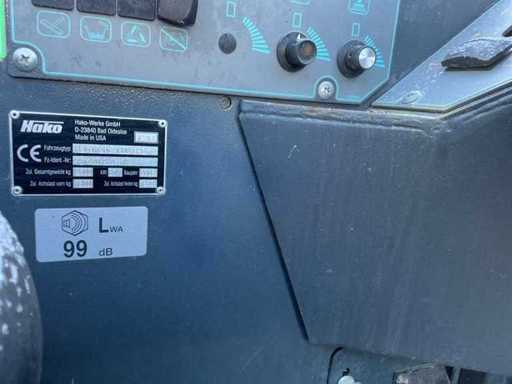 Hako
Hako-Werke GmbH
D-23840 Bad Oldesloe
Made in USA
CE
Fahrzeugtyp
Fz-Ident.-Nr.
Zul. Gesamtgewicht kg
kW
Baujahr
Zul. Achslast vorn kg
Zul. Achslast hinten kg
LWA
99 dB